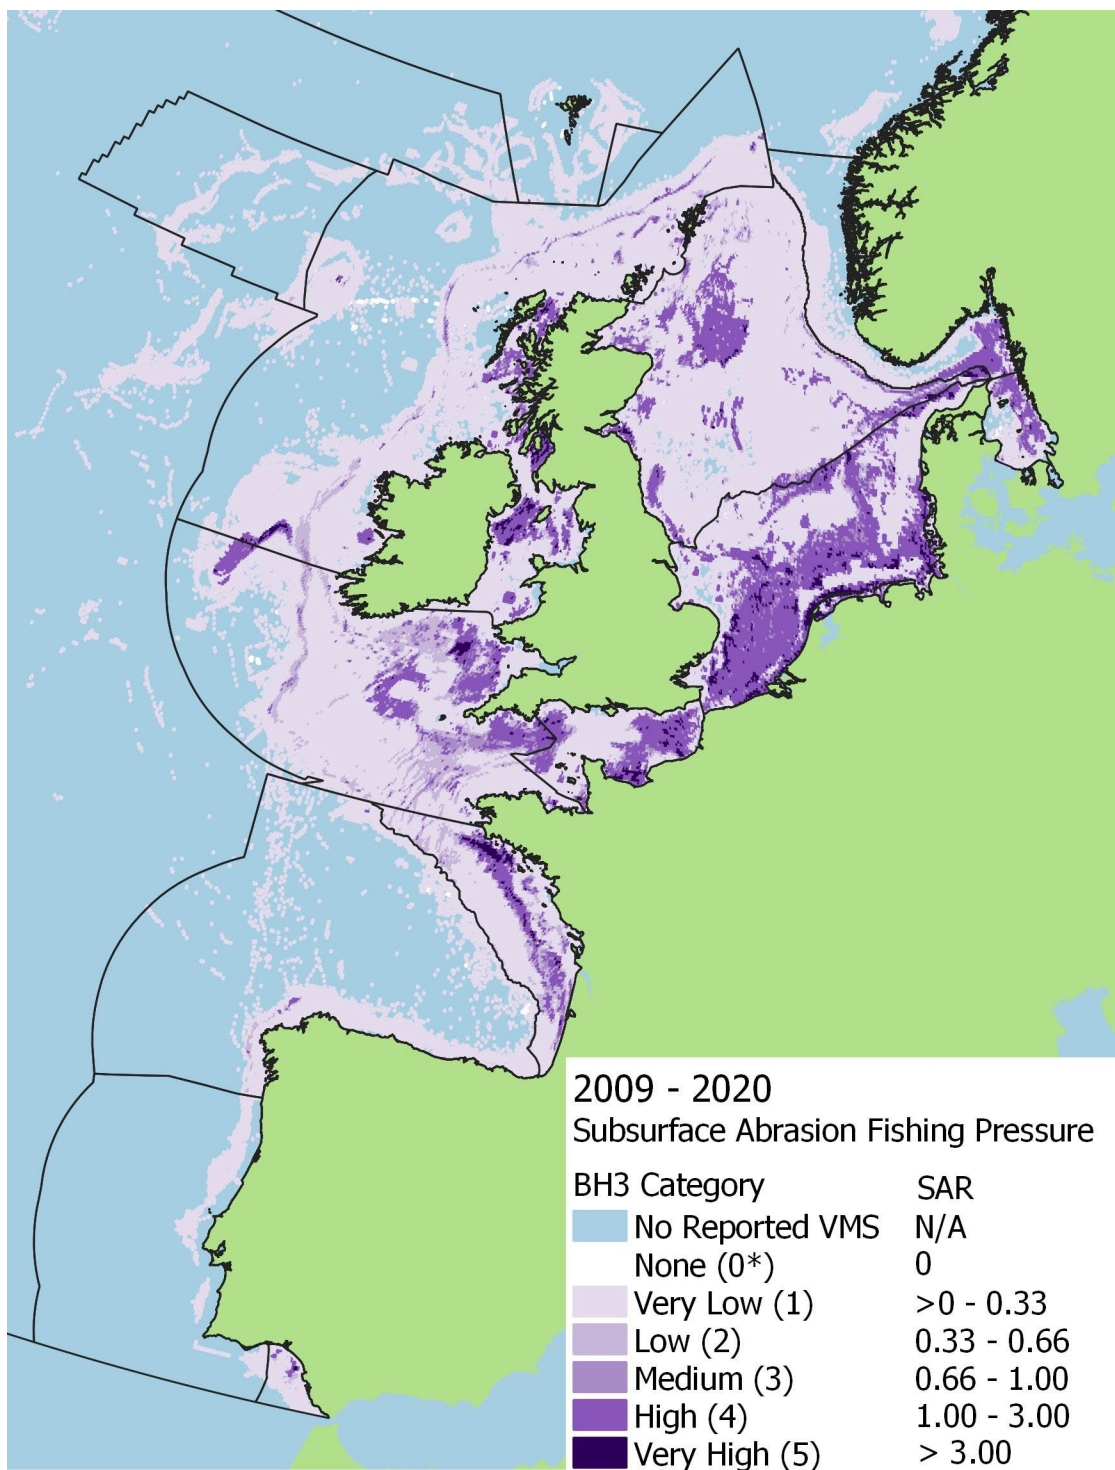 2009 - 2020
Subsurface Abrasion Fishing Pressure
BH3 Category SAR
No Reported VMS N/A
None (0*) 0
Very Low (1) >0 - 0.33
Low (2) 0.33 - 0.66
Medium (3) 0.66 - 1.00
High (4) 1.00 - 3.00
Very High (5) > 3.00